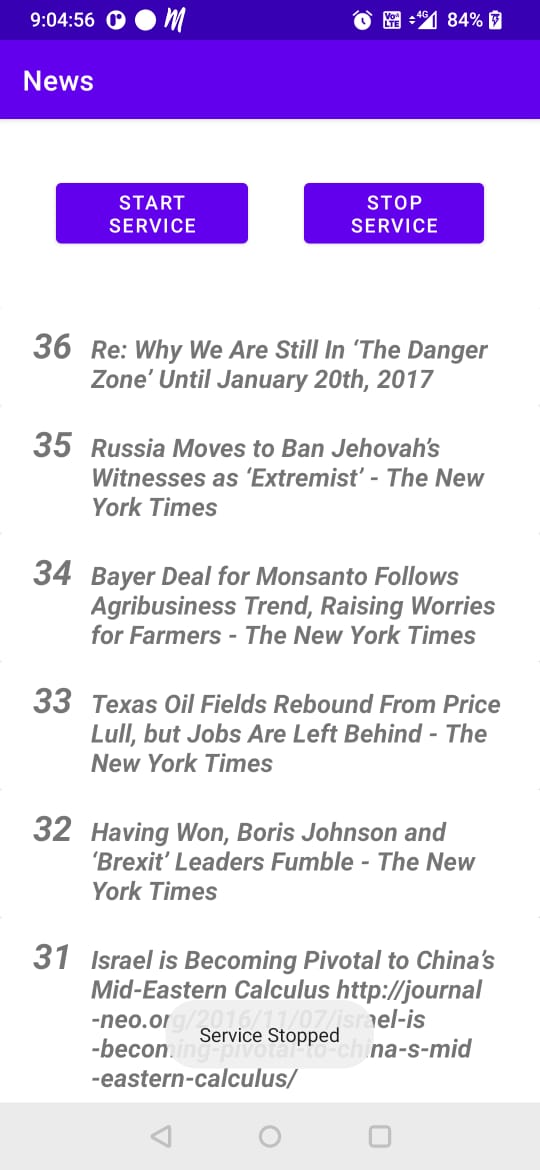 9:04:56 84%
4G
Vo))
LTE
News
START
SERVICE
STOP
SERVICE
36 Re: Why We Are Still In ‘The Danger
Zone’ Until January 20th, 2017
35 Russia Moves to Ban Jehovah’s
Witnesses as ‘Extremist’ - The New
York Times
34 Bayer Deal for Monsanto Follows
Agribusiness Trend, Raising Worries
for Farmers - The New York Times
33 Texas Oil Fields Rebound From Price
Lull, but Jobs Are Left Behind - The
New York Times
32 Having Won, Boris Johnson and
‘Brexit’ Leaders Fumble - The New
York Times
31 Israel is Becoming Pivotal to China’s
Mid-Eastern Calculus http://journal
-neo.org/2016/11/07/israel-is
Service Stopped
-becoming-pivotal-to-china-s-mid
-eastern-calculus/